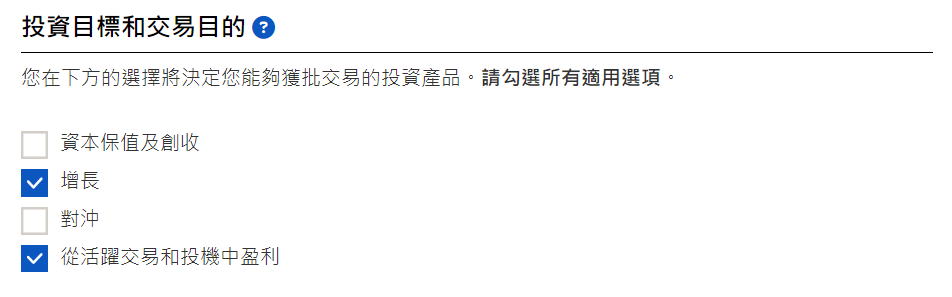 投資目標和交易目的 ?
您在下方的選擇將決定您能夠獲批交易的投資產品。請勾選所有適用選項。
資本保值及創收
增長
對沖
從活躍交易和投機中盈利